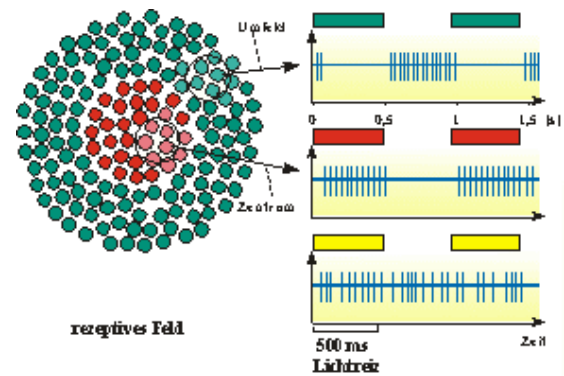 Umfeld
0 0,5 1 1,5 [s]
Zentrum
rezeptives Feld
Zeit
500 ms
Lichtreiz